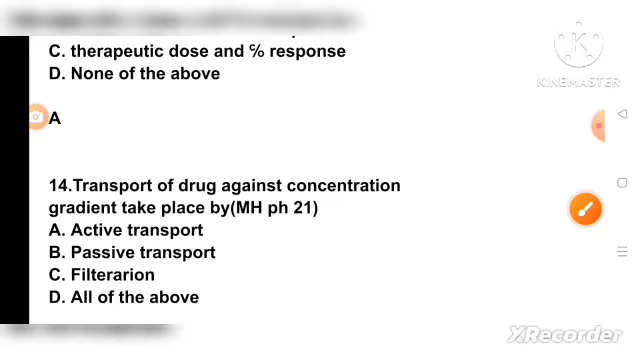 C. therapeutic dose and ℅ response
D. None of the above
A
14.Transport of drug against concentration
gradient take place by(MH ph 21)
A. Active transport
B. Passive transport
C. Filterarion
D. All of the above
KINEMASTER
XRecorder